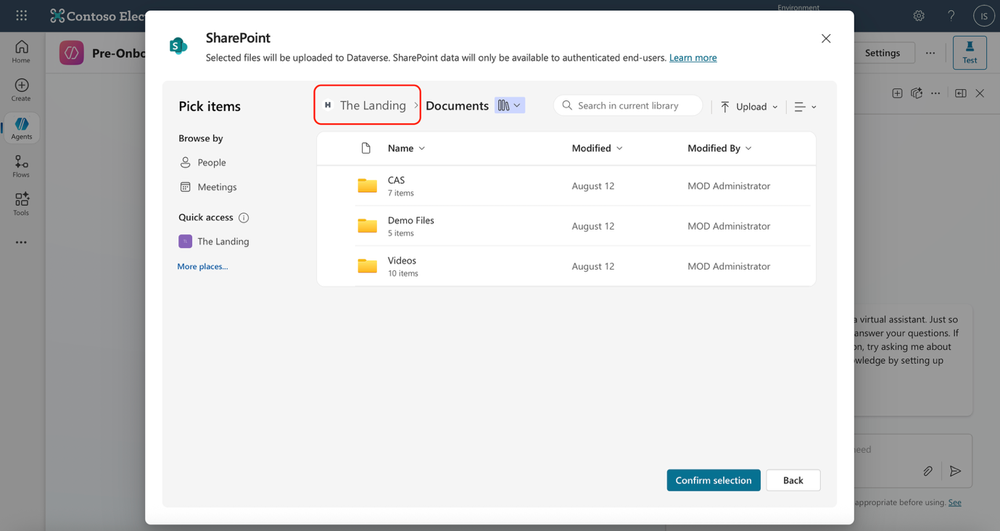 Environment
Contoso Elec
IS
Home
Create
Agents
Flows
Tools
Pre-Onbo
Settings
Test
SharePoint
Selected files will be uploaded to Dataverse. SharePoint data will only be available to authenticated end-users. Learn more
Pick items
Browse by
People
Meetings
Quick access
The Landing
More places...
H The Landing > Documents
Search in current library
Upload
Name Modified Modified By
CAS August 12 MOD Administrator
7 items
Demo Files August 12 MOD Administrator
5 items
Videos August 12 MOD Administrator
10 items
Confirm selection Back
a virtual assistant. Just so
answer your questions. If
on, try asking me about
wledge by setting up
need
appropriate before using. See